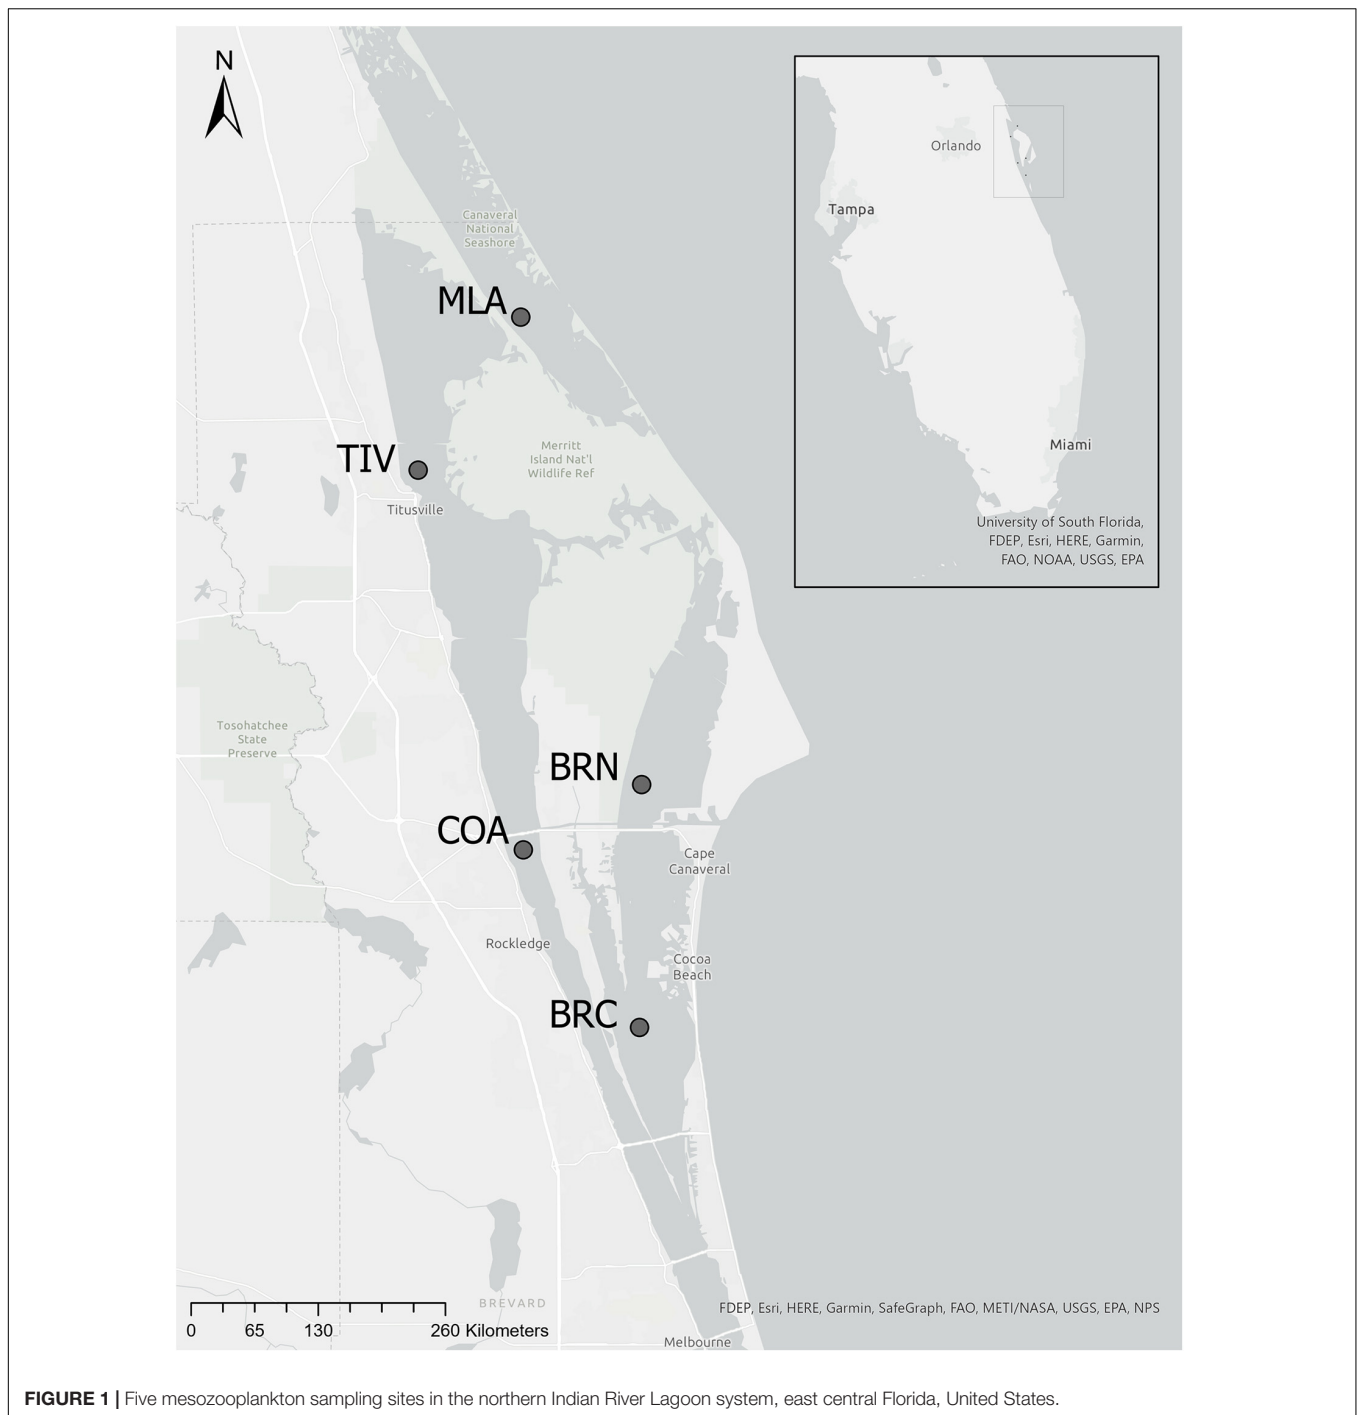 N
Canaveral
National
Seashore
MLA
Merritt
Island Nat'l
Wildlife Ref
TIV
Titusville
Tosohatchee
State
Preserve
BRN
COA
Cape
Canaveral
Rockledge
Cocoa
Beach
BRC
BREVARD
Melbourne
0 65 130 260 Kilometers
FDEP, Esri, HERE, Garmin, SafeGraph, FAO, METI/NASA, USGS, EPA, NPS
Orlando
Tampa
Miami
University of South Florida,
FDEP, Esri, HERE, Garmin,
FAO, NOAA, USGS, EPA
FIGURE 1 | Five mesozooplankton sampling sites in the northern Indian River Lagoon system, east central Florida, United States.